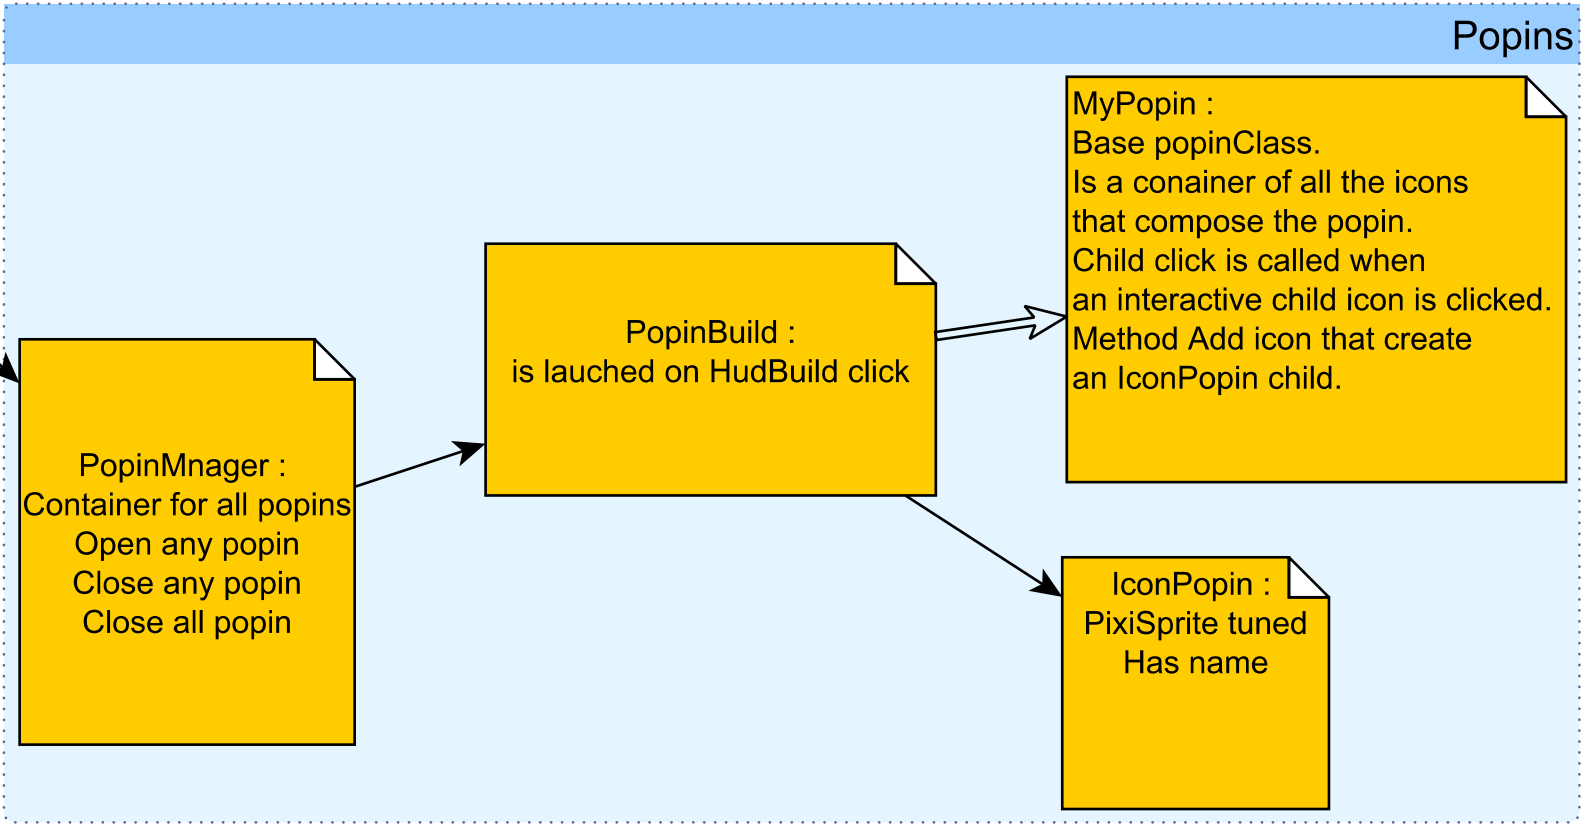 Popins
MyPopin :
Base popinClass.
Is a conainer of all the icons
that compose the popin.
Child click is called when
an interactive child icon is clicked.
Method Add icon that create
an IconPopin child.
PopinBuild :
is lauched on HudBuild click
PopinMnager :
Container for all popins
Open any popin
Close any popin
Close all popin
IconPopin :
PixiSprite tuned
Has name